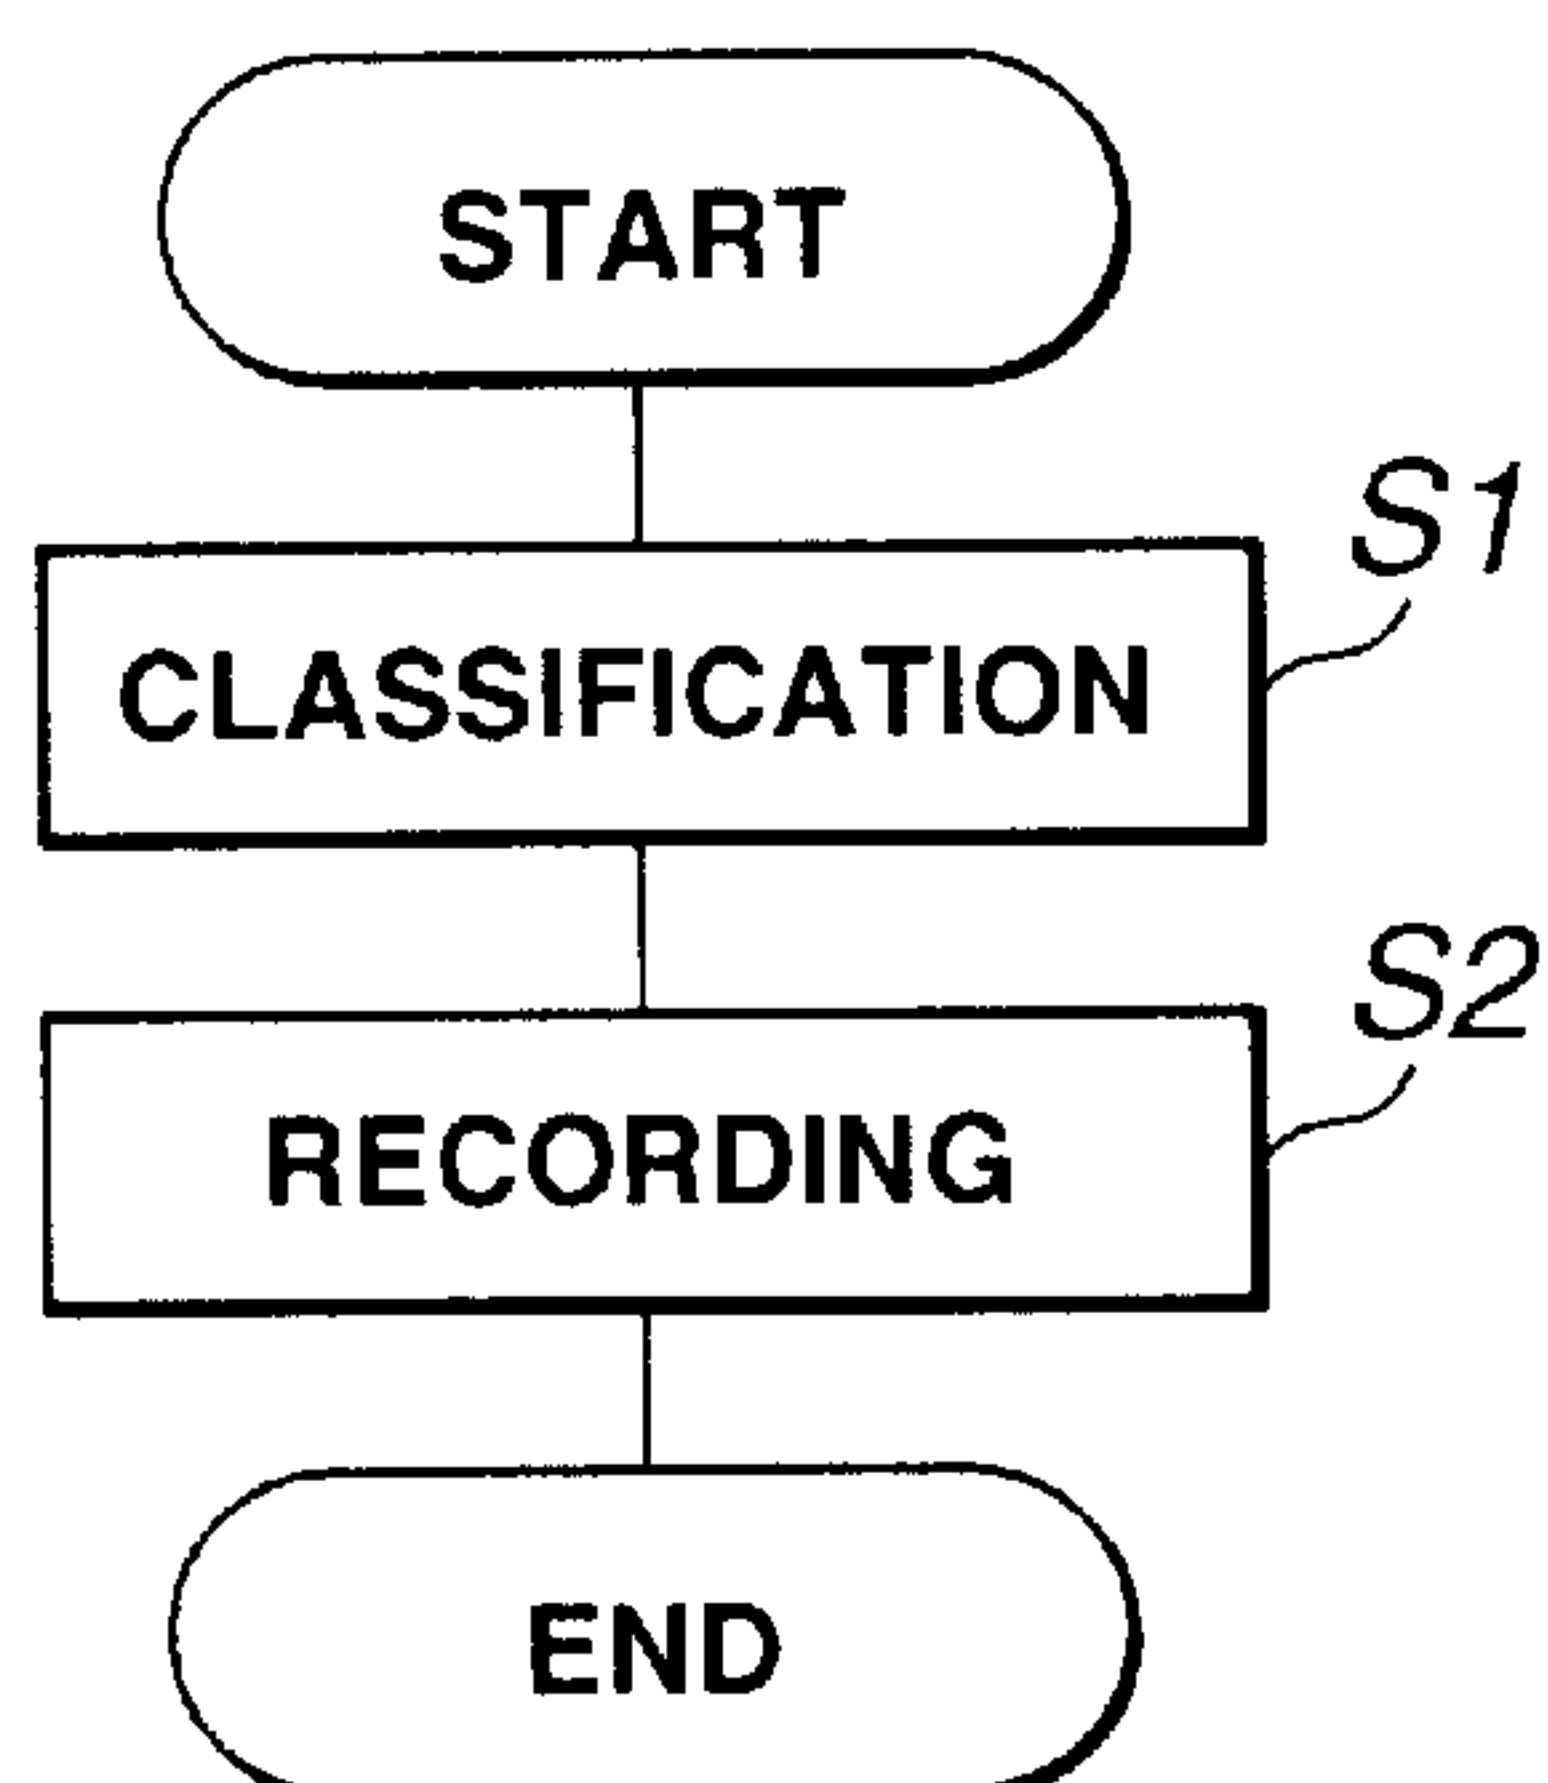 START
S1
CLASSIFICATION
S2
RECORDING
END